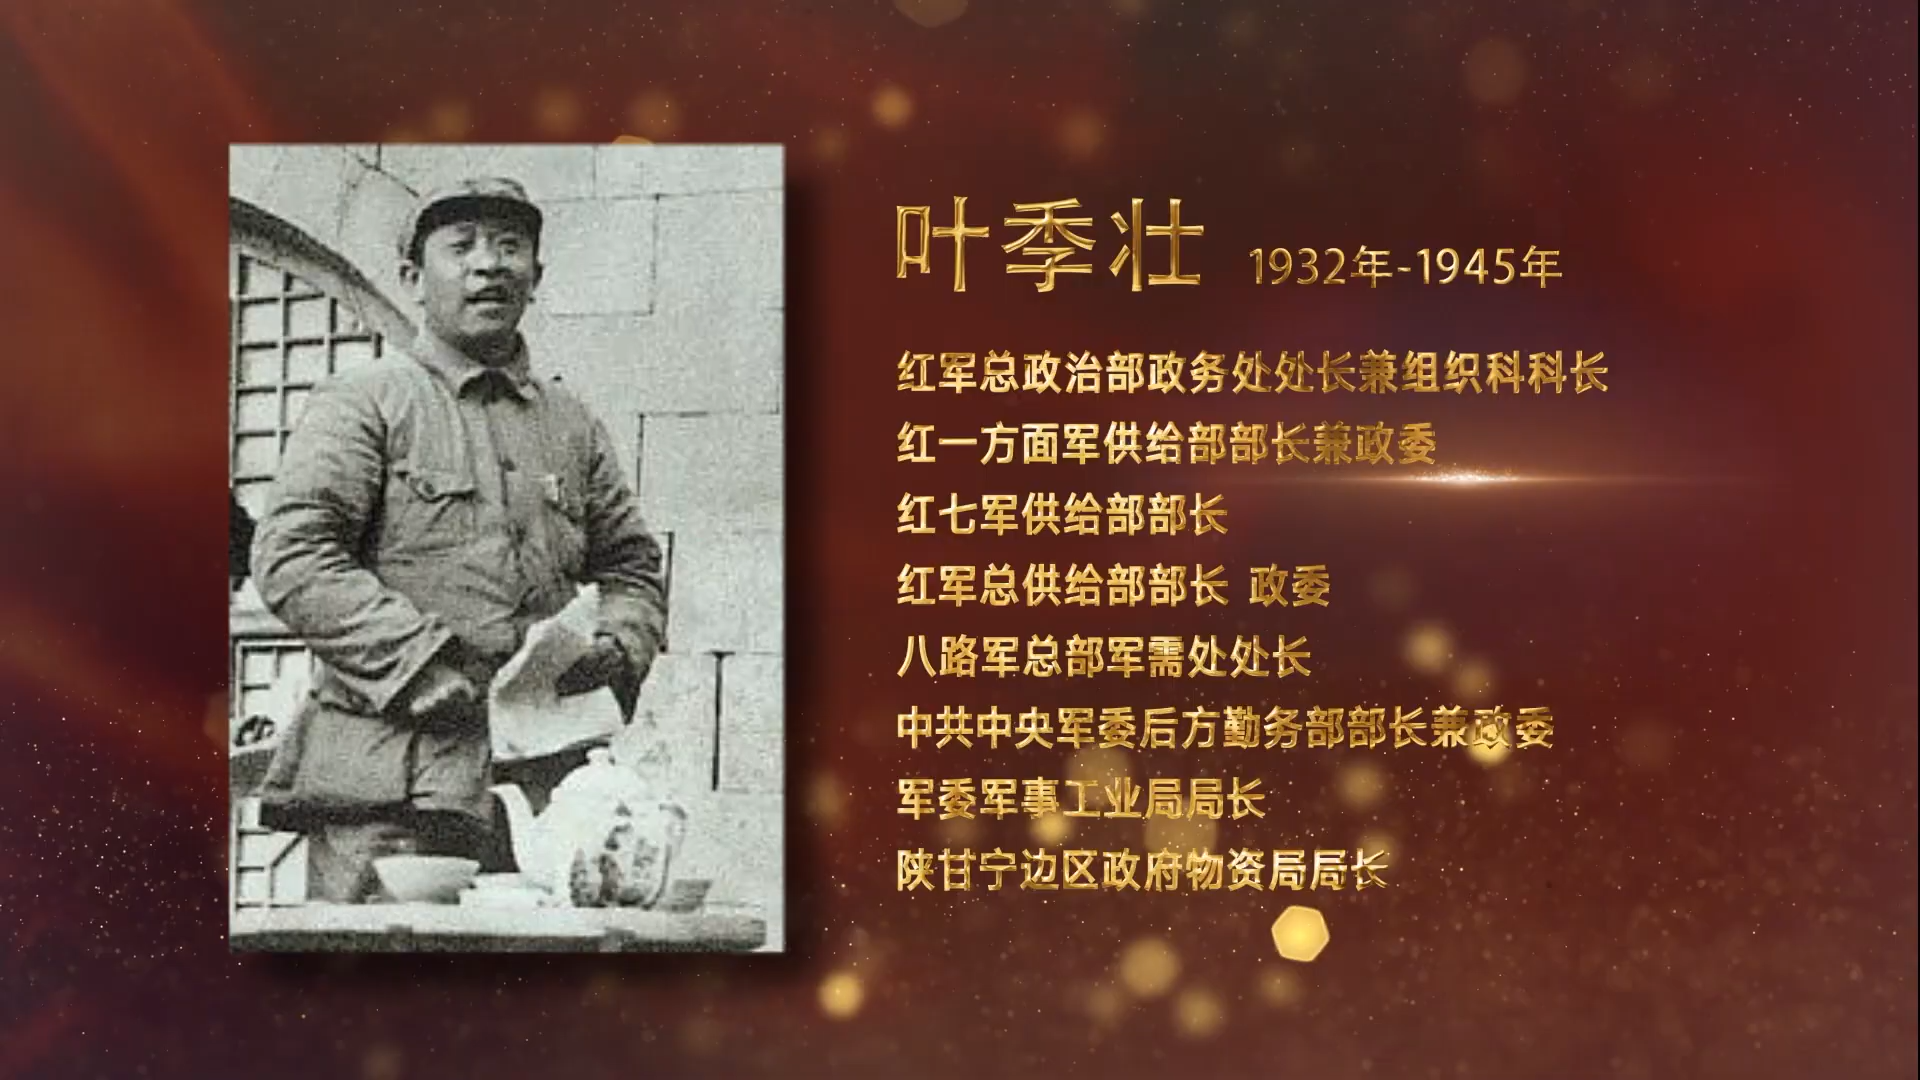 叶季壮 1932年-1945年
红军总政治部政务处处长兼组织科科长
红一方面军供给部部长兼政委
红七军供给部部长
红军总供给部部长 政委
八路军总部军需处处长
中共中央军委后方勤务部部长兼政委
军委军事工业局局长
陕甘宁边区政府物资局局长